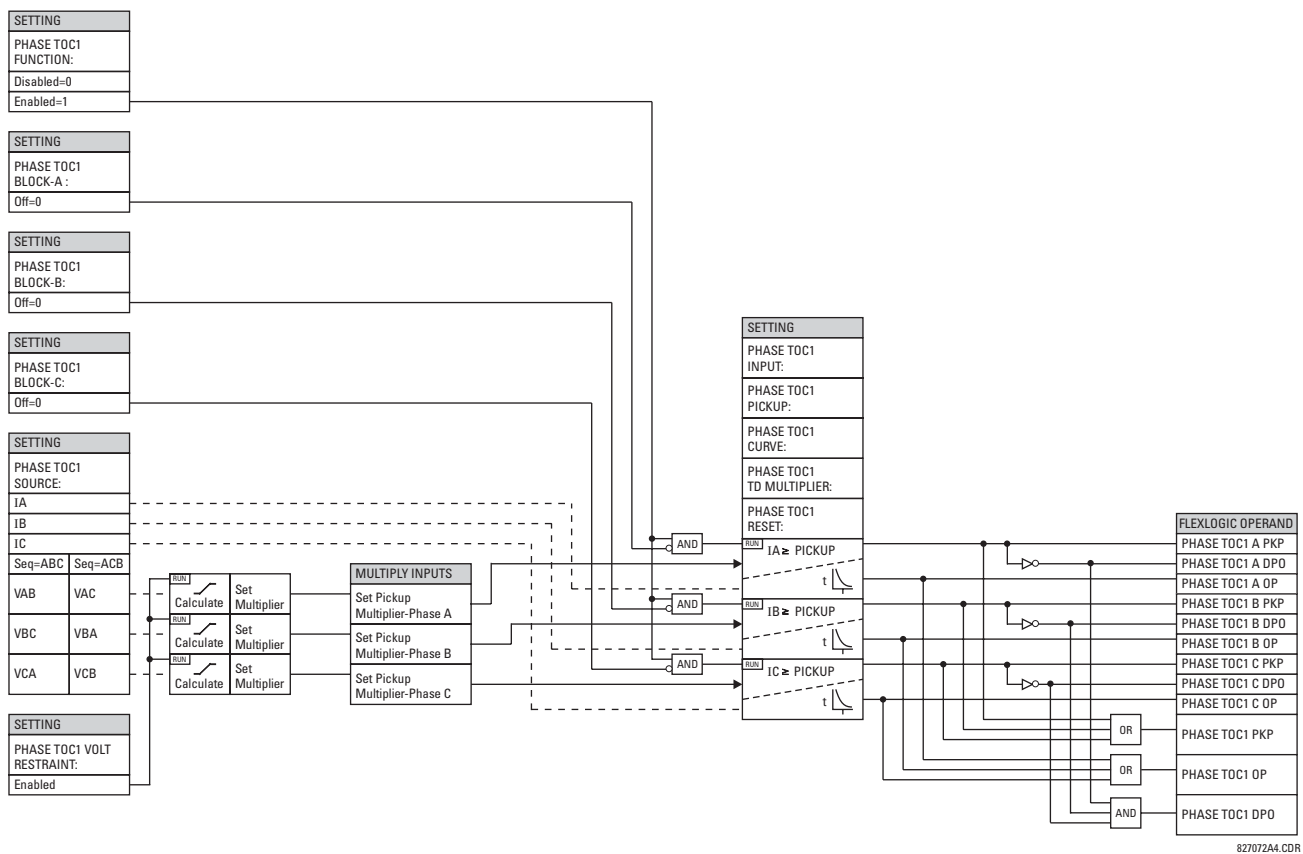 SETTING
PHASE TOC1
FUNCTION:
Disabled=0
Enabled=1
SETTING
PHASE TOC1
BLOCK-A :
Off=0
SETTING
PHASE TOC1
BLOCK-B:
Off=0
SETTING
PHASE TOC1
BLOCK-C:
Off=0
SETTING
PHASE TOC1
SOURCE:
IA
IB
IC
Seq=ABC Seq=ACB
VAB VAC
VBC VBA
VCA VCB
SETTING
PHASE TOC1 VOLT
RESTRAINT:
Enabled
RUN
Calculate
Set
Multiplier
RUN
Calculate
Set
Multiplier
RUN
Calculate
Set
Multiplier
MULTIPLY INPUTS
Set Pickup
Multiplier-Phase A
Set Pickup
Multiplier-Phase B
Set Pickup
Multiplier-Phase C
AND
AND
AND
SETTING
PHASE TOC1
INPUT:
PHASE TOC1
PICKUP:
PHASE TOC1
CURVE:
PHASE TOC1
TD MULTIPLIER:
PHASE TOC1
RESET:
RUN
IA ≥ PICKUP
t
RUN
IB ≥ PICKUP
t
RUN
IC ≥ PICKUP
t
OR
OR
AND
FLEXLOGIC OPERAND
PHASE TOC1 A PKP
PHASE TOC1 A DPO
PHASE TOC1 A OP
PHASE TOC1 B PKP
PHASE TOC1 B DPO
PHASE TOC1 B OP
PHASE TOC1 C PKP
PHASE TOC1 C DPO
PHASE TOC1 C OP
PHASE TOC1 PKP
PHASE TOC1 OP
PHASE TOC1 DPO
827072A4.CDR